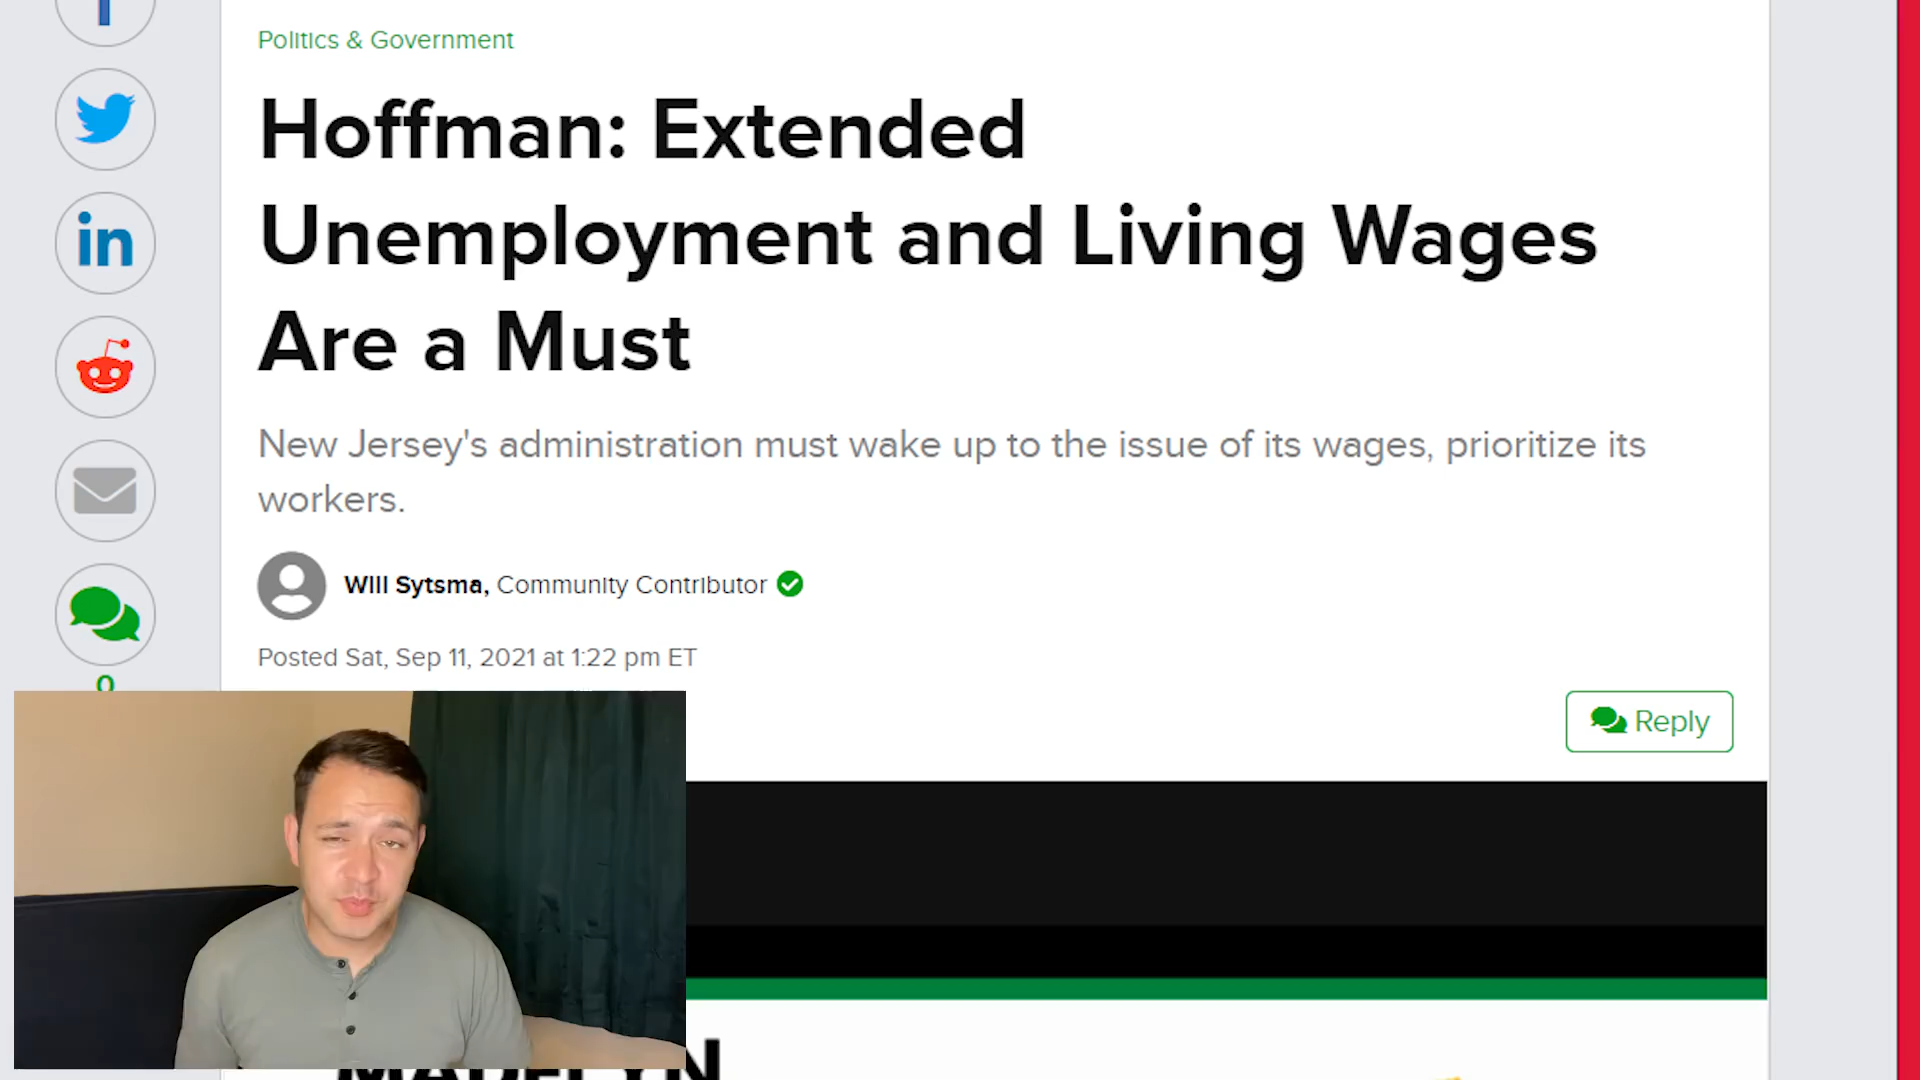 Politics & Government
Hoffman: Extended
Unemployment and Living Wages
Are a Must
New Jersey's administration must wake up to the issue of its wages, prioritize its
workers.
Will Sytsma, Community Contributor
Posted Sat, Sep 11, 2021 at 1:22 pm ET
in
0
Reply
MADELYN